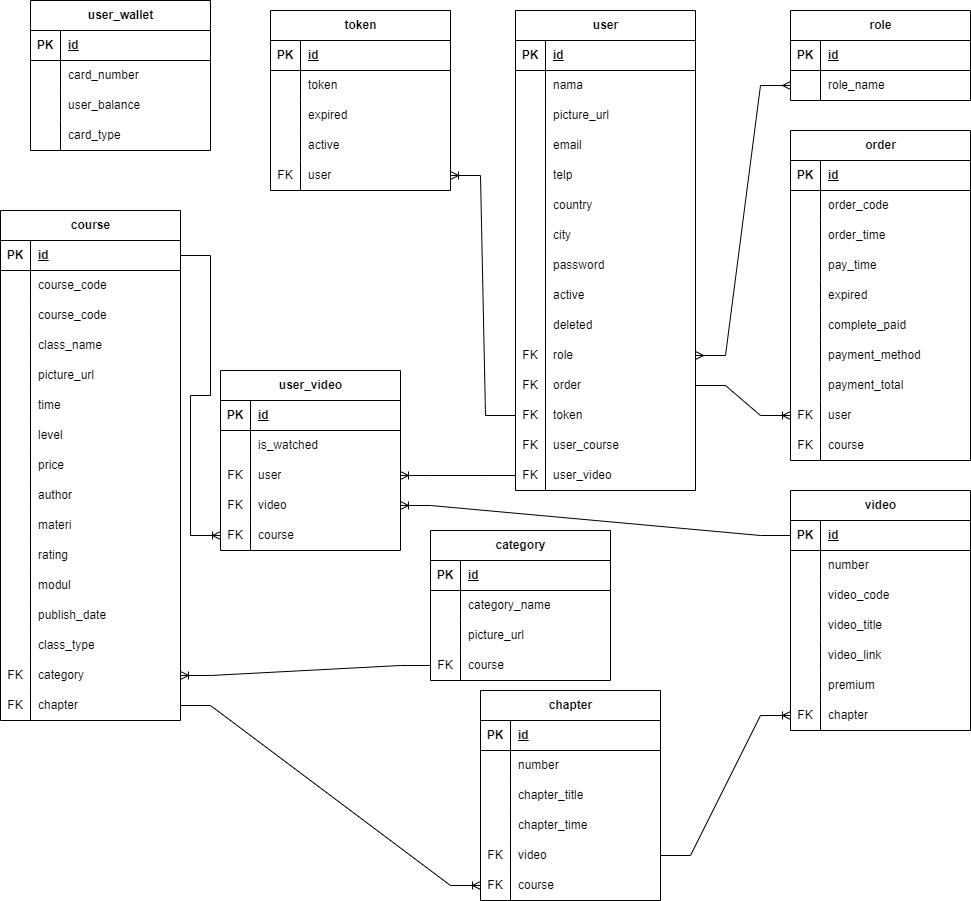 user_wallet
PK id
card_number
user_balance
card_type
token
PK id
token
expired
active
FK user
user
PK id
nama
picture_url
email
telp
country
city
password
active
deleted
FK role
FK order
FK token
FK user_course
FK user_video
role
PK id
role_name
order
PK id
order_code
order_time
pay_time
expired
complete_paid
payment_method
payment_total
FK user
FK course
course
PK id
course_code
course_code
class_name
picture_url
time
level
price
author
materi
rating
modul
publish_date
class_type
FK category
FK chapter
user_video
PK id
is_watched
FK user
FK video
FK course
category
PK id
category_name
picture_url
FK course
video
PK id
number
video_code
video_title
video_link
premium
FK chapter
chapter
PK id
number
chapter_title
chapter_time
FK video
FK course